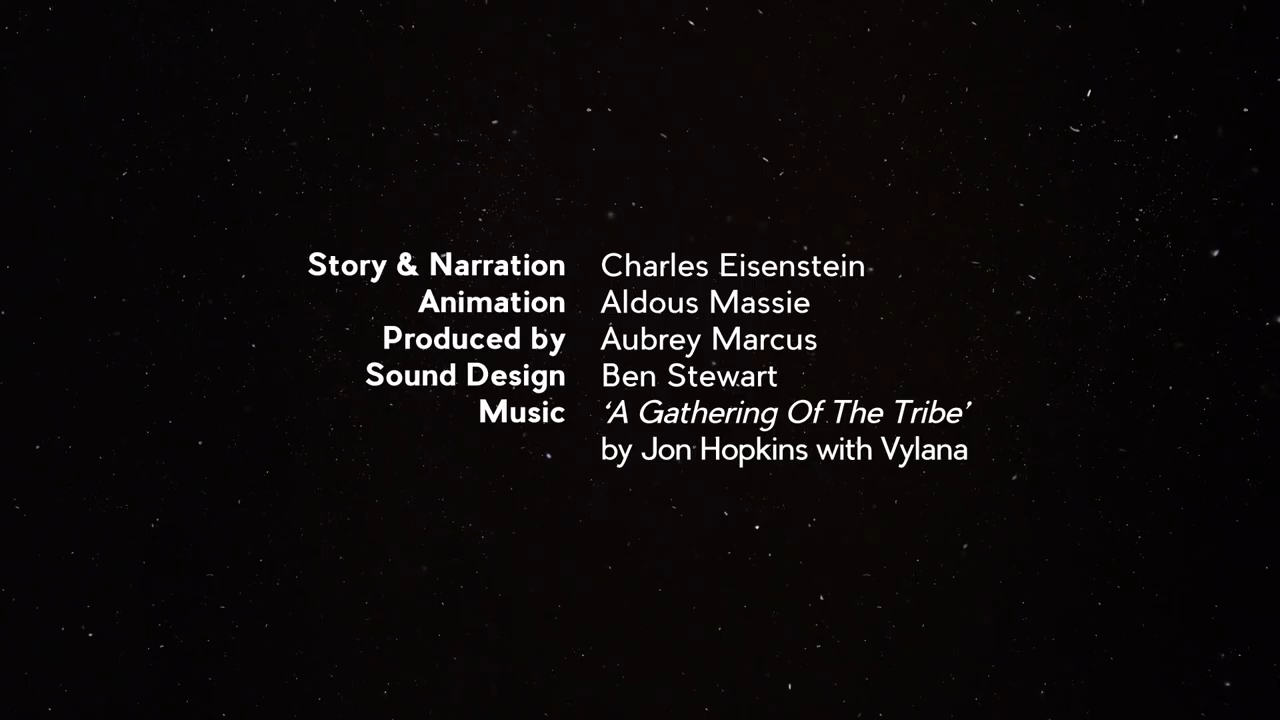 Story & Narration Charles Eisenstein
Animation Aldous Massie
Produced by Aubrey Marcus
Sound Design Ben Stewart
Music ‘A Gathering Of The Tribe’
by Jon Hopkins with Vylana